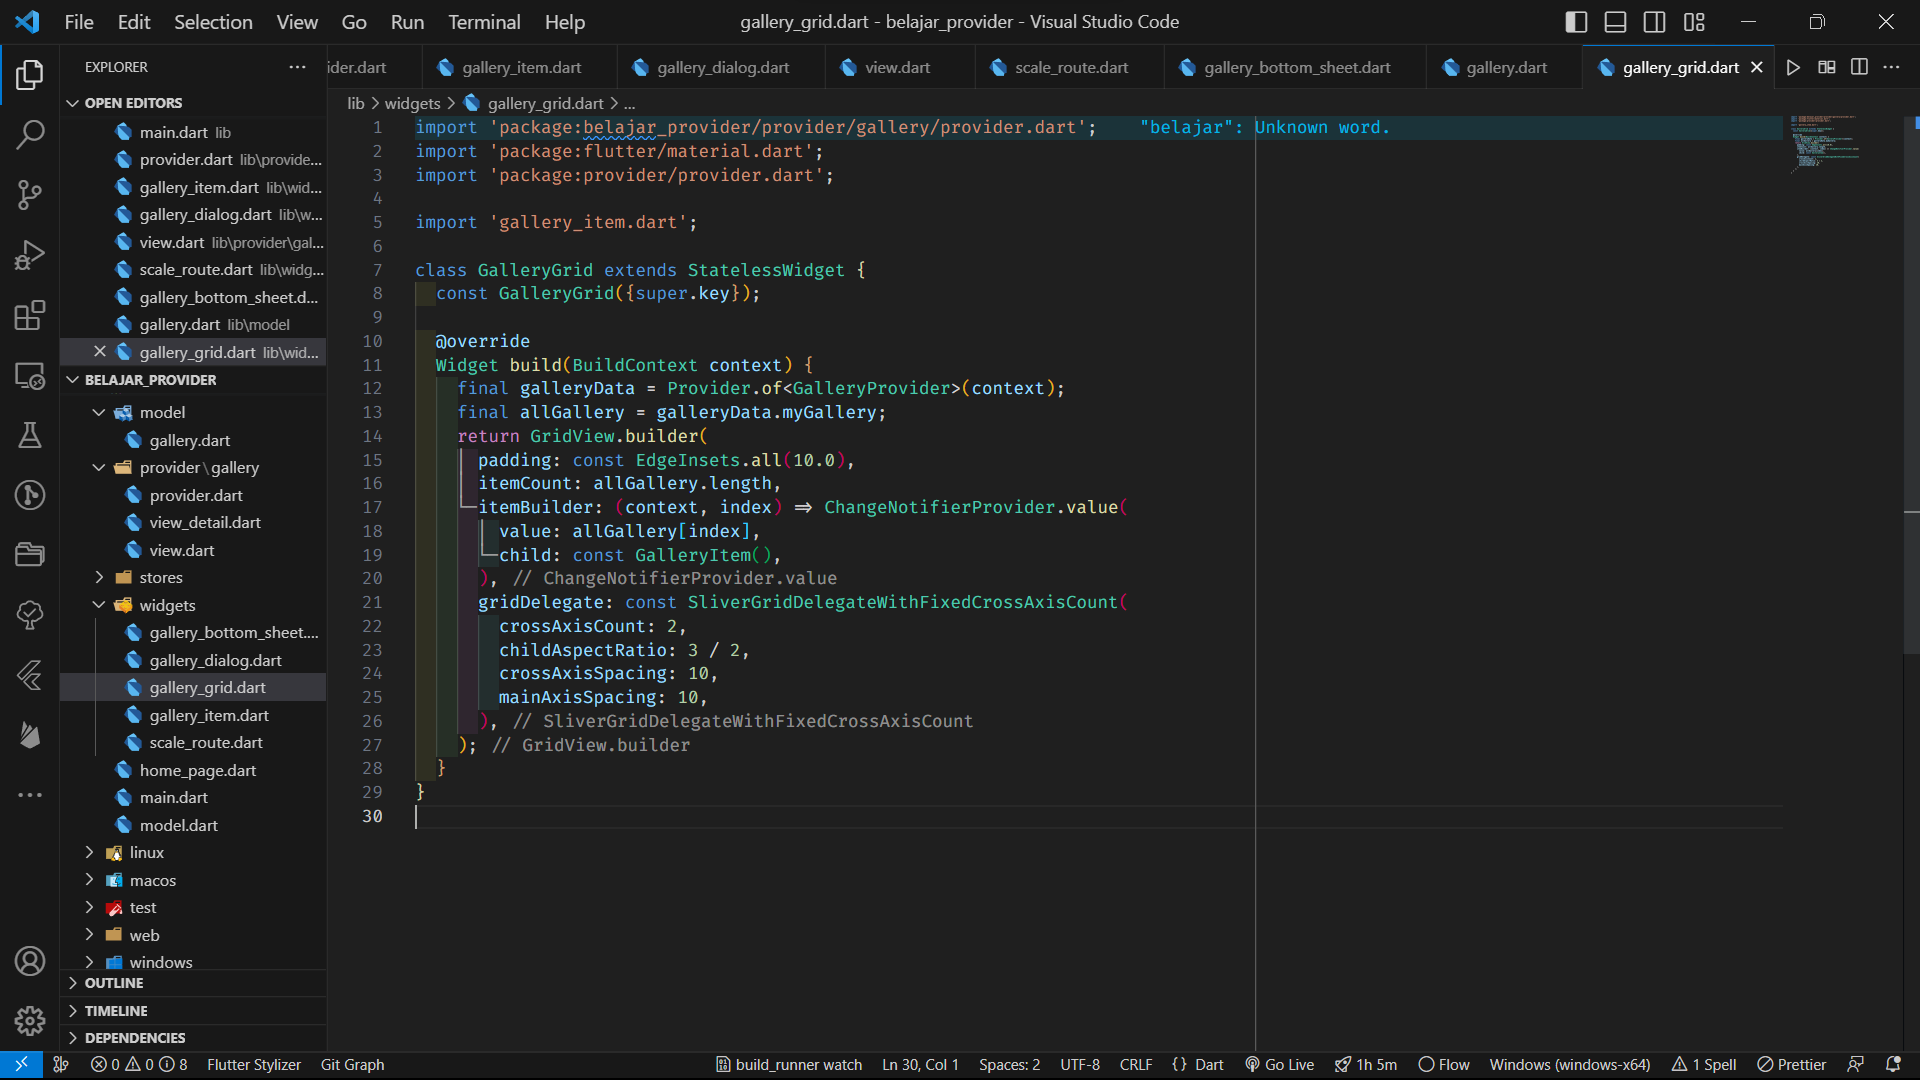 File Edit Selection View Go Run Terminal Help
gallery_grid.dart - belajar_provider - Visual Studio Code
EXPLORER
ider.dart gallery_item.dart gallery_dialog.dart view.dart scale_route.dart gallery_bottom_sheet.dart gallery.dart gallery_grid.dart
OPEN EDITORS
main.dart lib
provider.dart lib\provide...
gallery_item.dart lib\wid...
gallery_dialog.dart lib\w...
view.dart lib\provider\gal...
scale_route.dart lib\widg...
gallery_bottom_sheet.d...
gallery.dart lib\model
gallery_grid.dart lib\wid...
BELAJAR_PROVIDER
model
gallery.dart
provider\gallery
provider.dart
view_detail.dart
view.dart
stores
widgets
gallery_bottom_sheet....
gallery_dialog.dart
gallery_grid.dart
gallery_item.dart
scale_route.dart
home_page.dart
main.dart
model.dart
linux
macos
test
web
windows
OUTLINE
TIMELINE
DEPENDENCIES
lib > widgets > gallery_grid.dart > ...
1 import 'package:belajar_provider/provider/gallery/provider.dart'; "belajar": Unknown word.
2 import 'package:flutter/material.dart';
3 import 'package:provider/provider.dart';
4
5 import 'gallery_item.dart';
6
7 class GalleryGrid extends StatelessWidget {
8 const GalleryGrid({super.key});
9
10 @override
11 Widget build(BuildContext context) {
12 final galleryData = Provider.of<GalleryProvider>(context);
13 final allGallery = galleryData.myGallery;
14 return GridView.builder(
15 padding: const EdgeInsets.all(10.0),
16 itemCount: allGallery.length,
17 itemBuilder: (context, index) => ChangeNotifierProvider.value(
18 value: allGallery[index],
19 child: const GalleryItem(),
20 ), // ChangeNotifierProvider.value
21 gridDelegate: const SliverGridDelegateWithFixedCrossAxisCount(
22 crossAxisCount: 2,
23 childAspectRatio: 3 / 2,
24 crossAxisSpacing: 10,
25 mainAxisSpacing: 10,
26 ), // SliverGridDelegateWithFixedCrossAxisCount
27 ); // GridView.builder
28 }
29 }
30
0 0 8 Flutter Stylizer Git Graph build_runner watch Ln 30, Col 1 Spaces: 2 UTF-8 CRLF {} Dart Go Live 1h 5m Flow Windows (windows-x64) 1 Spell Prettier